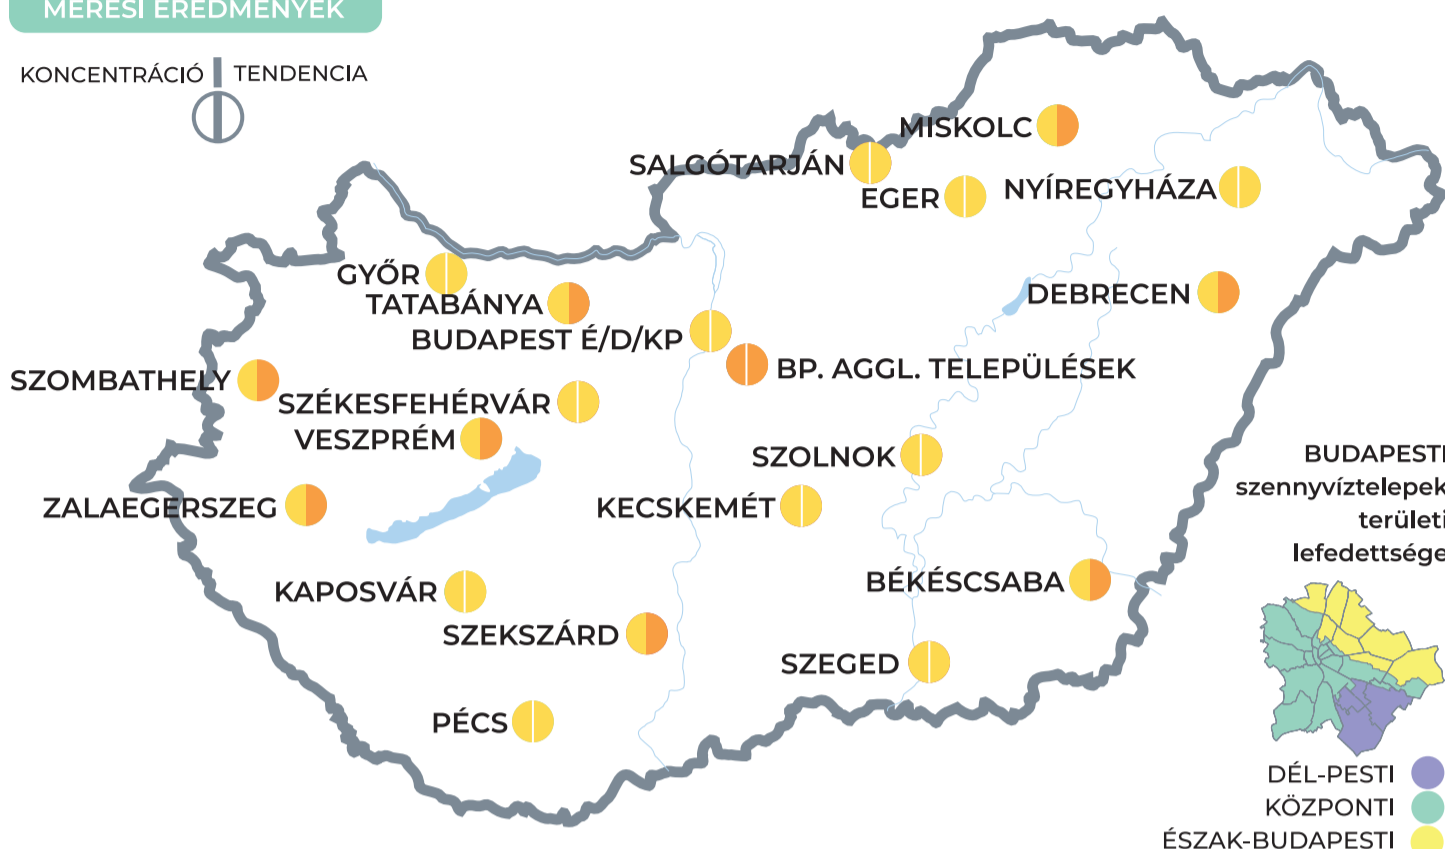 MÉRÉSI EREDMÉNYEK
KONCENTRÁCIÓ TENDENCIA
MISKOLC
SALGÓTARJÁN
EGER
NYÍREGYHÁZA
GYŐR
TATABÁNYA
DEBRECEN
BUDAPEST É/D/KP
BP. AGGL. TELEPÜLÉSEK
SZOMBATHELY
SZÉKESFEHÉRVÁR
VESZPRÉM
SZOLNOK
ZALAEGERSZEG
KECSKEMÉT
BÉKÉSCSABA
KAPOSVÁR
SZEKSZÁRD
SZEGED
PÉCS
BUDAPESTI
szennyvíztelepek
területi
lefedettsége
DÉL-PESTI
KÖZPONTI
ÉSZAK-BUDAPESTI